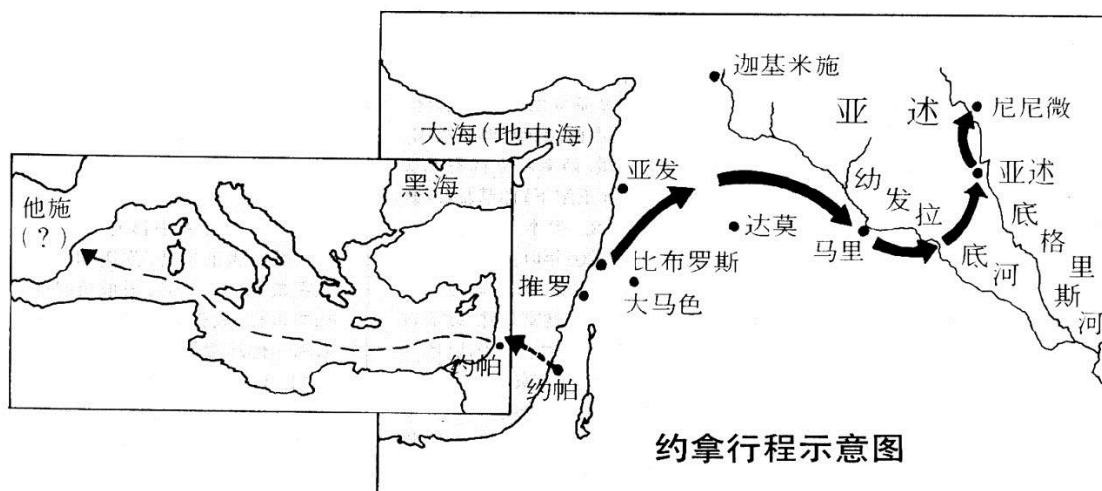 迦基米施
亚述
尼尼微
大海(地中海)
亚发
亚述
黑海
他施
(?)
幼发拉底河
底格里斯河
达莫
马里
比布罗斯
推罗
大马色
约帕
约帕
约拿行程示意图